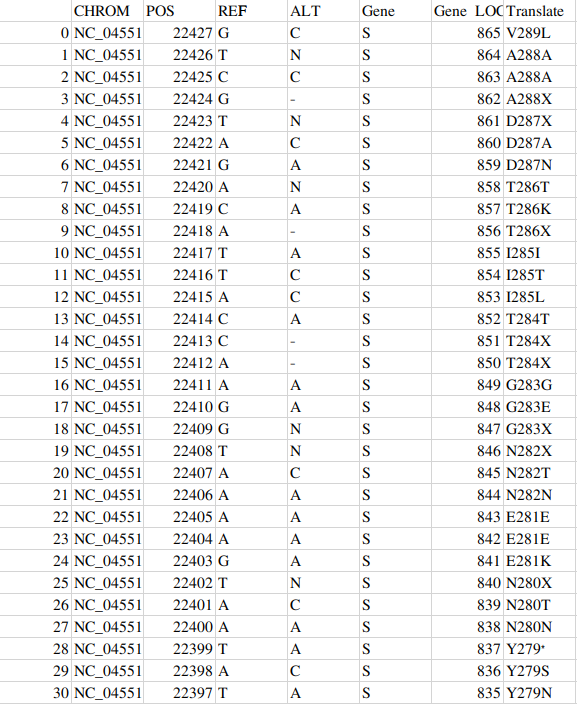 CHROM POS REF ALT Gene Gene LOC Translate
0 NC_04551 22427 G C S 865 V289L
1 NC_04551 22426 T N S 864 A288A
2 NC_04551 22425 C C S 863 A288A
3 NC_04551 22424 G - S 862 A288X
4 NC_04551 22423 T N S 861 D287X
5 NC_04551 22422 A C S 860 D287A
6 NC_04551 22421 G A S 859 D287N
7 NC_04551 22420 A N S 858 T286T
8 NC_04551 22419 C A S 857 T286K
9 NC_04551 22418 A - S 856 T286X
10 NC_04551 22417 T A S 855 I285I
11 NC_04551 22416 T C S 854 I285T
12 NC_04551 22415 A C S 853 I285L
13 NC_04551 22414 C A S 852 T284T
14 NC_04551 22413 C - S 851 T284X
15 NC_04551 22412 A - S 850 T284X
16 NC_04551 22411 A A S 849 G283G
17 NC_04551 22410 G A S 848 G283E
18 NC_04551 22409 G N S 847 G283X
19 NC_04551 22408 T N S 846 N282X
20 NC_04551 22407 A C S 845 N282T
21 NC_04551 22406 A A S 844 N282N
22 NC_04551 22405 A A S 843 E281E
23 NC_04551 22404 A A S 842 E281E
24 NC_04551 22403 G A S 841 E281K
25 NC_04551 22402 T N S 840 N280X
26 NC_04551 22401 A C S 839 N280T
27 NC_04551 22400 A A S 838 N280N
28 NC_04551 22399 T A S 837 Y279*
29 NC_04551 22398 A C S 836 Y279S
30 NC_04551 22397 T A S 835 Y279N